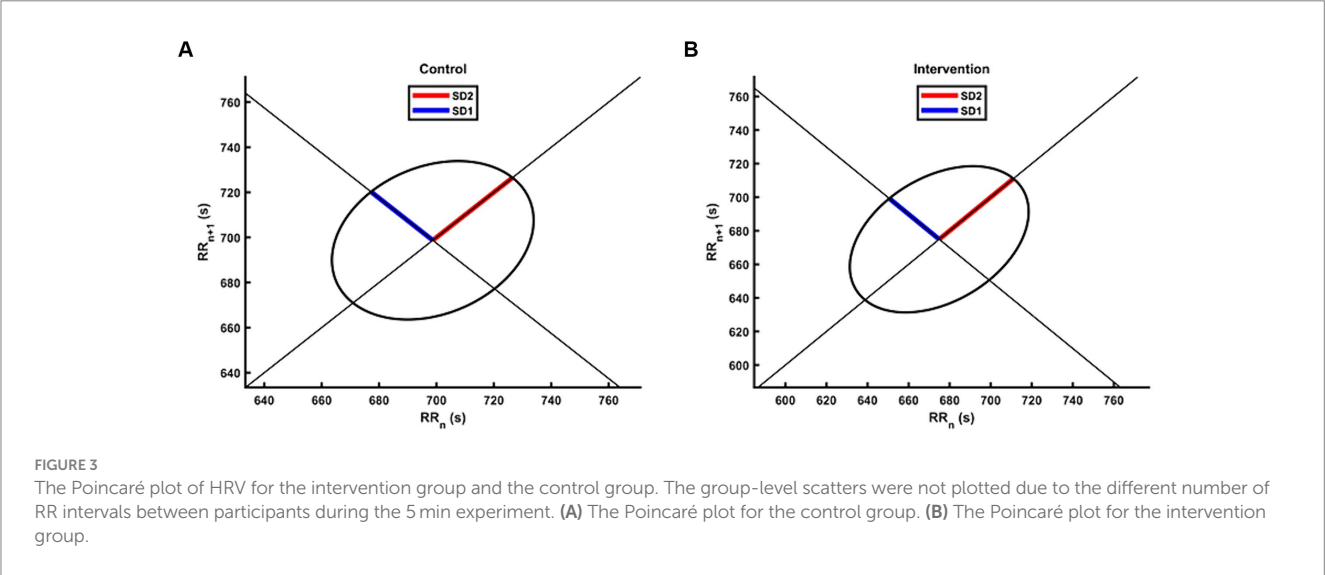 A
Control
SD2
SD1
760
740
720
700
680
660
640
RRn+1 (s)
640 660 680 700 720 740 760
RRn (s)
B
Intervention
SD2
SD1
760
740
720
700
680
660
640
620
600
RRn+1 (s)
600 620 640 660 680 700 720 740 760
RRn (s)
FIGURE 3
The Poincaré plot of HRV for the intervention group and the control group. The group-level scatters were not plotted due to the different number of
RR intervals between participants during the 5 min experiment. (A) The Poincaré plot for the control group. (B) The Poincaré plot for the intervention
group.